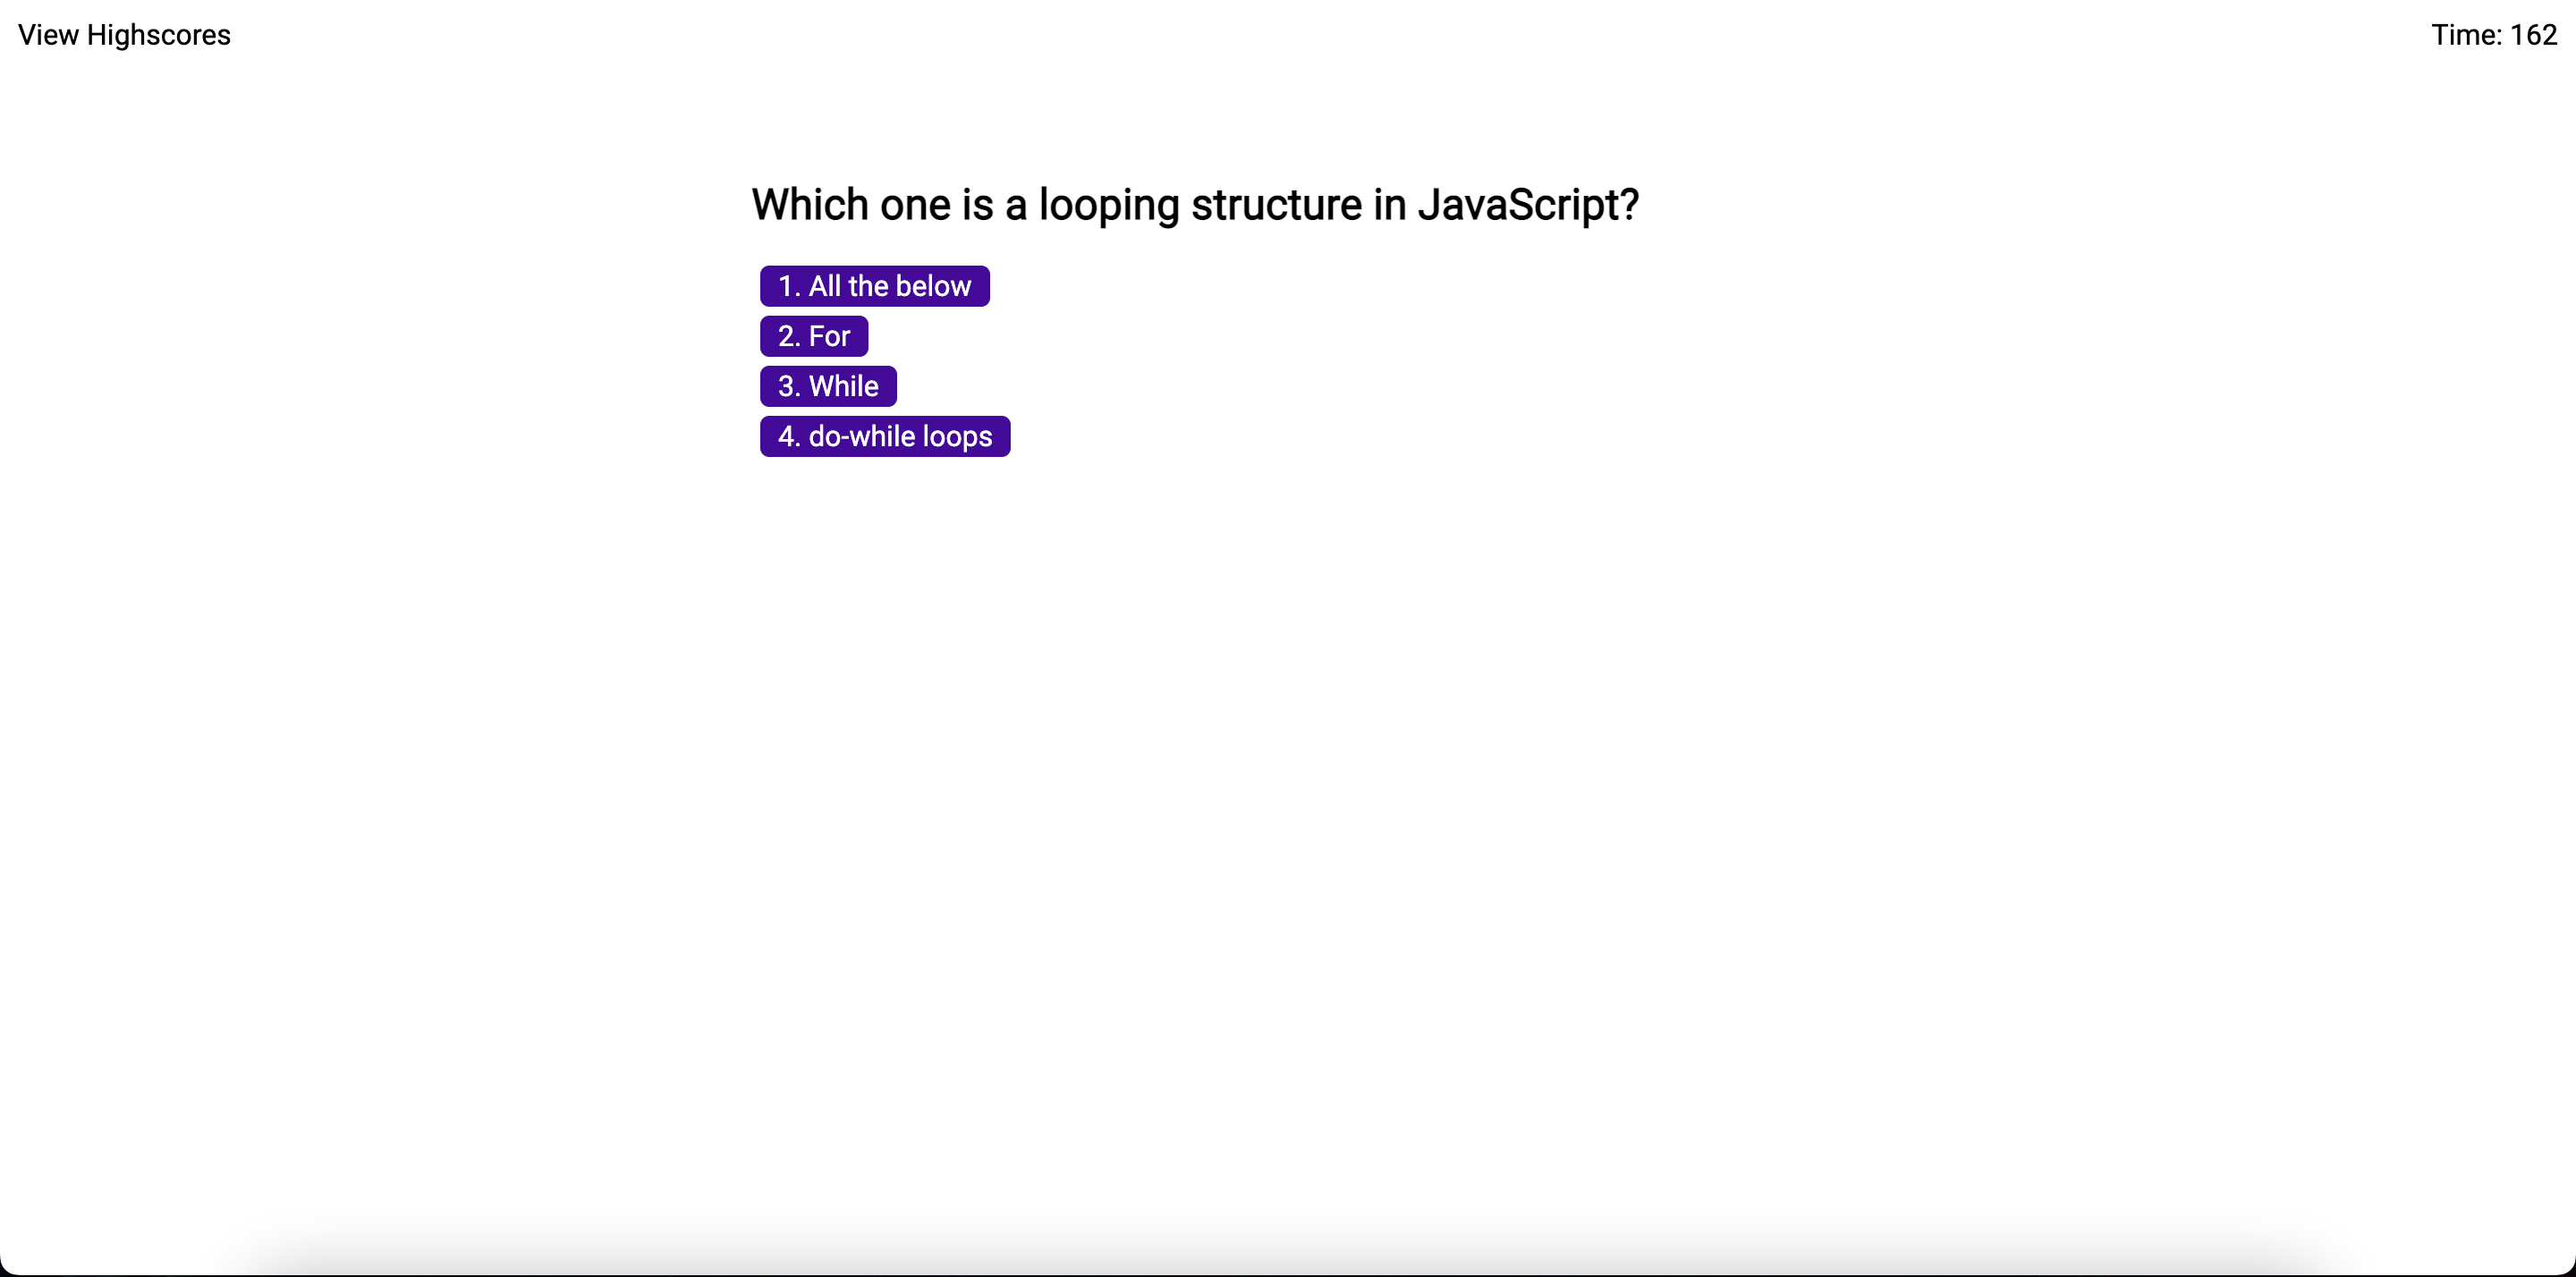 View Highscores
Time: 162
Which one is a looping structure in JavaScript?
1. All the below
2. For
3. While
4. do-while loops